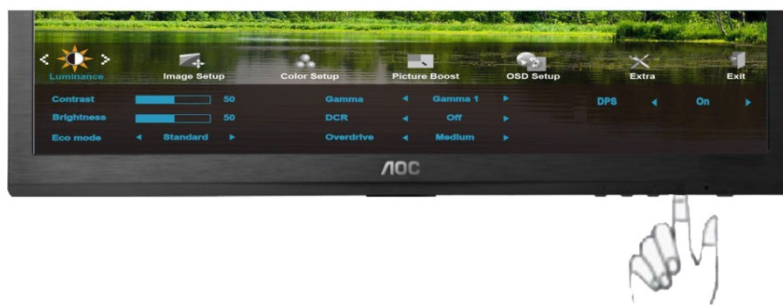 Luminance Image Setup Color Setup Picture Boost OSD Setup Extra Exit
Contrast 50 Gamma Gamma 1 DPS On
Brightness 50 DCR Off
Eco mode Standard Overdrive Medium
AOC